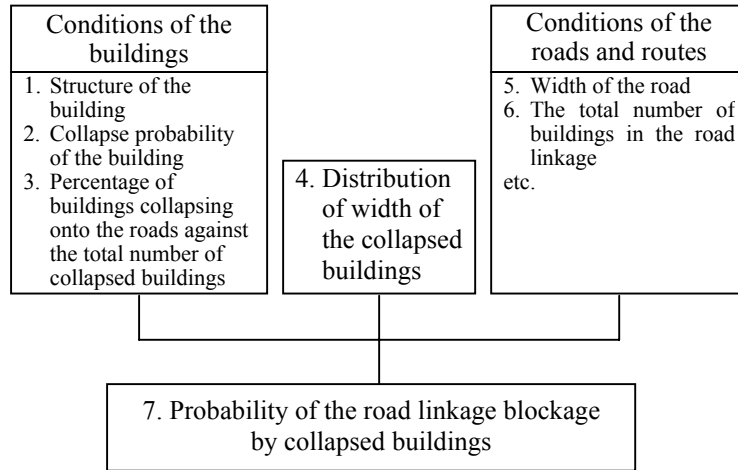 Conditions of the
buildings
1. Structure of the
building
2. Collapse probability
of the building
3. Percentage of
buildings collapsing
onto the roads against
the total number of
collapsed buildings
4. Distribution
of width of
the collapsed
buildings
Conditions of the
roads and routes
5. Width of the road
6. The total number of
buildings in the road
linkage
etc.
7. Probability of the road linkage blockage
by collapsed buildings